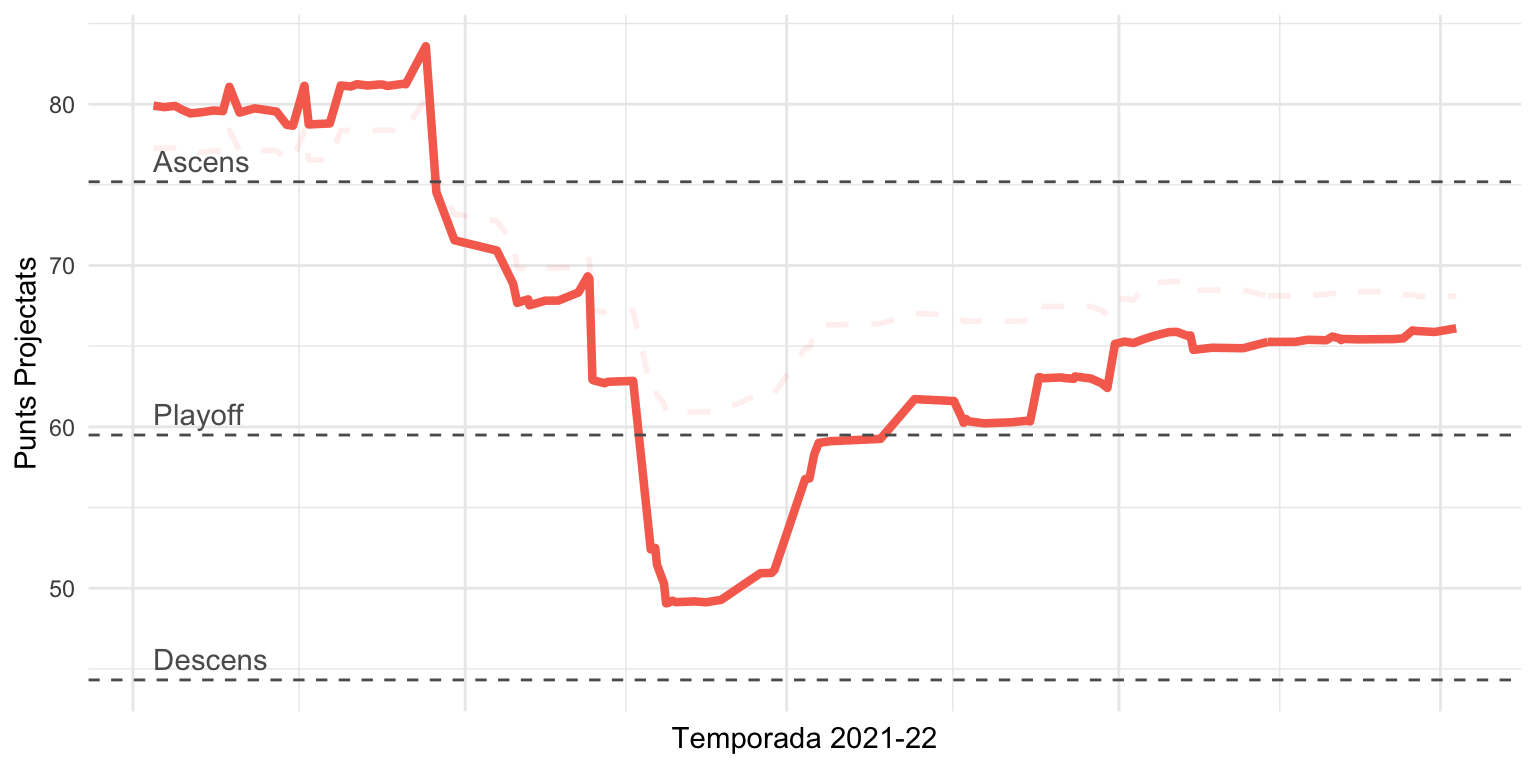 80
70
60
50
Ascens
Playoff
Descens
Punts Projectats
Temporada 2021-22